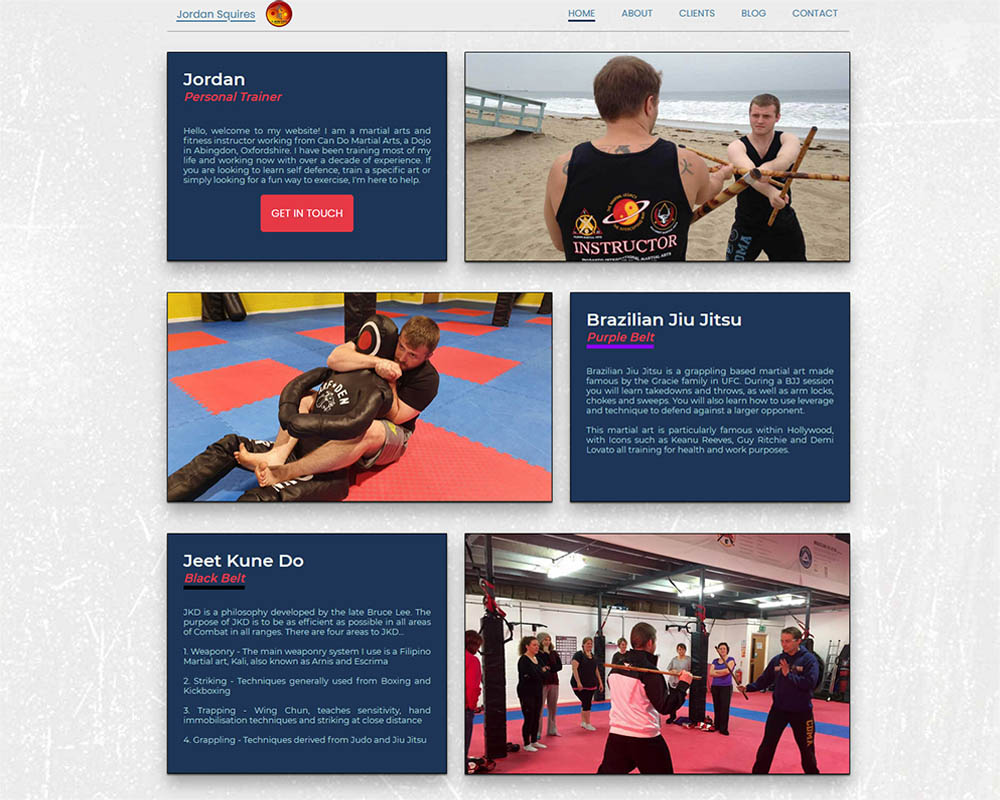 Jordan Squires
HOME ABOUT CLIENTS BLOG CONTACT
Jordan
Personal Trainer
Hello, welcome to my website! I am a martial arts and
fitness instructor working from Can Do Martial Arts, a Dojo
in Abingdon, Oxfordshire. I have been training most of my
life and working now with over a decade of experience. If
you are looking to learn self defence, train a specific art or
simply looking for a fun way to exercise, I'm here to help.
GET IN TOUCH
INSTRUCTOR
Brazilian Jiu Jitsu
Purple Belt
Brazilian Jiu Jitsu is a grappling based martial art made
famous by the Gracie family in UFC. During a BJJ session
you will learn takedowns and throws, as well as arm locks,
chokes and sweeps. You will also learn how to use leverage
and technique to defend against a larger opponent.
This martial art is particularly famous within Hollywood,
with Icons such as Keanu Reeves, Guy Ritchie and Demi
Lovato all training for health and work purposes.
Jeet Kune Do
Black Belt
JKD is a philosophy developed by the late Bruce Lee. The
purpose of JKD is to be as efficient as possible in all areas
of Combat in all ranges. There are four areas to JKD...
1. Weaponry - The main weaponry system I use is a Filipino
Martial art, Kali, also known as Arnis and Escrima
2. Striking - Techniques generally used from Boxing and
Kickboxing
3. Trapping - Wing Chun, teaches sensitivity, hand
immobilisation techniques and striking at close distance
4. Grappling - Techniques derived from Judo and Jiu Jitsu